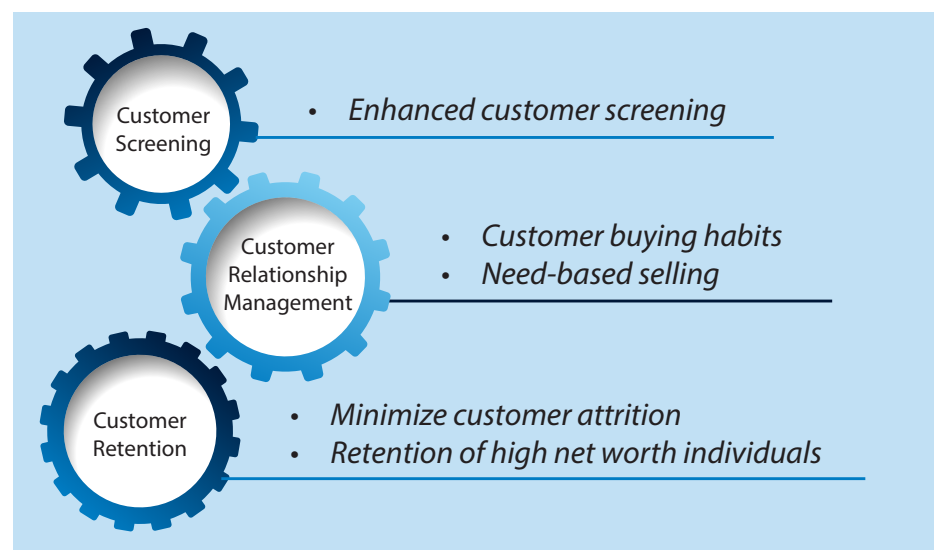 Customer
Screening
• Enhanced customer screening
Customer
Relationship
Management
• Customer buying habits
• Need-based selling
Customer
Retention
• Minimize customer attrition
• Retention of high net worth individuals